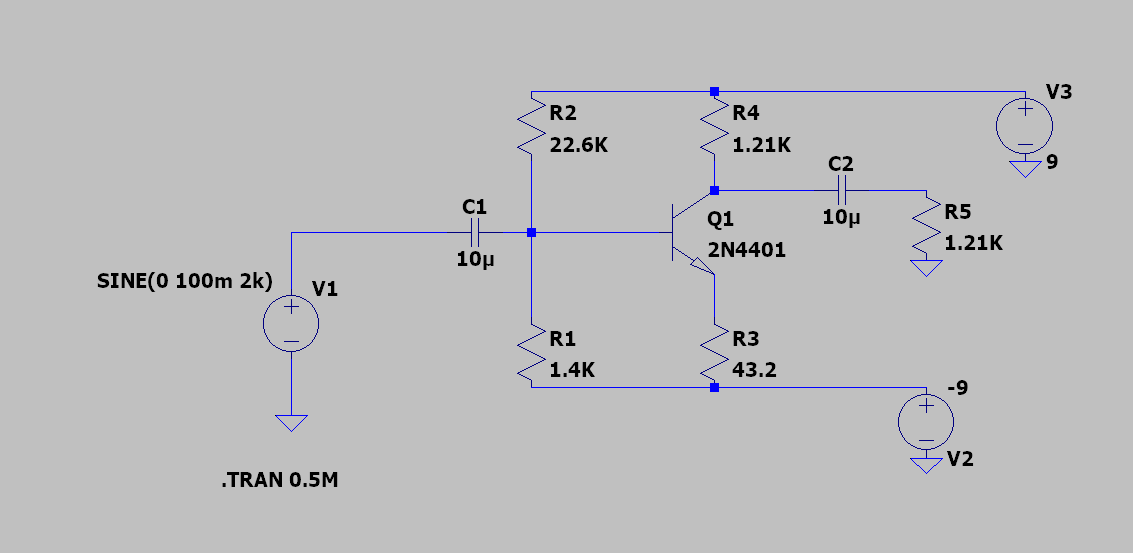 V3
9
R2
22.6K
R4
1.21K
C2
10µ
R5
1.21K
C1
10µ
Q1
2N4401
SINE(0 100m 2k)
V1
R1
1.4K
R3
43.2
-9
V2
.TRAN 0.5M